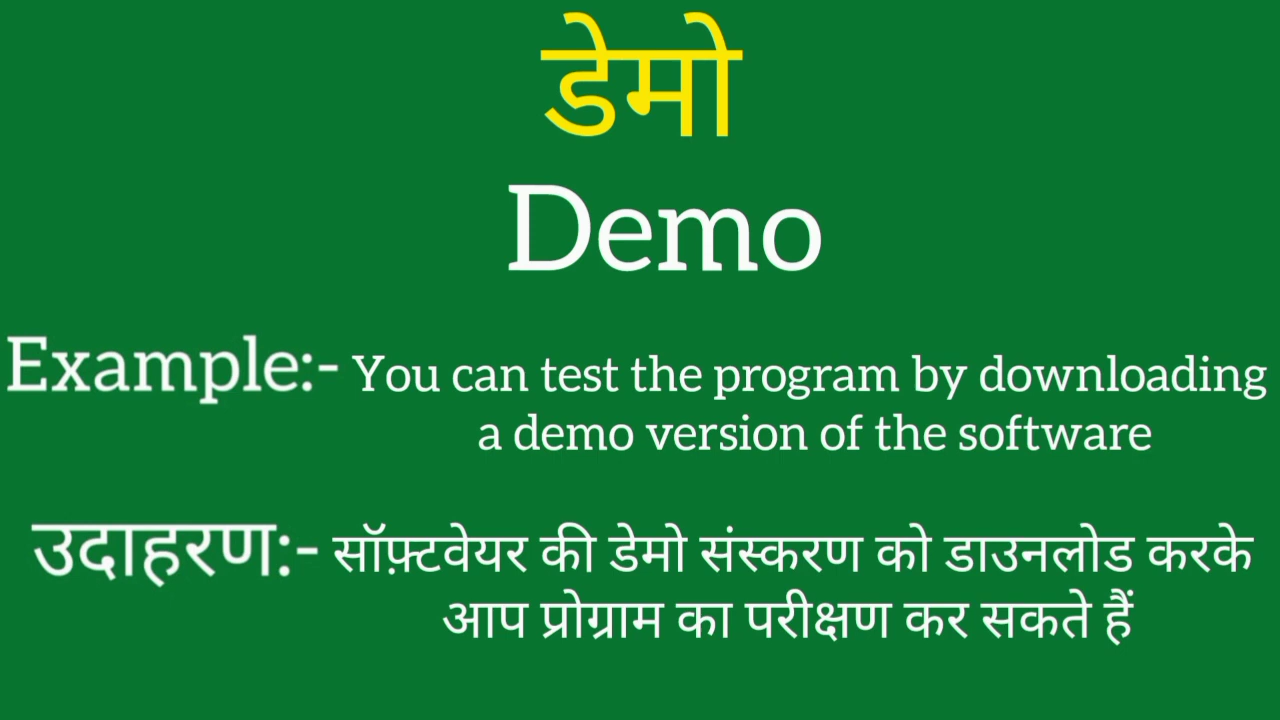 डेमो
Demo
Example:- You can test the program by downloading
a demo version of the software
उदाहरण:- सॉफ़्टवेयर की डेमो संस्करण को डाउनलोड करके
आप प्रोग्राम का परीक्षण कर सकते हैं